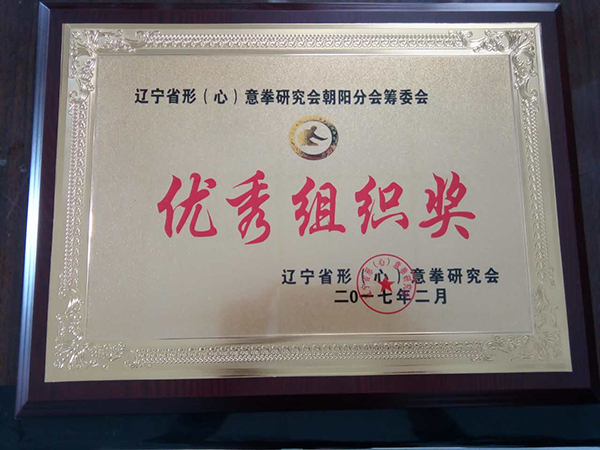 辽宁省形（心）意拳研究会朝阳分会筹委会
优秀组织奖
辽宁省形（心）意拳研究会
二0一七年二月